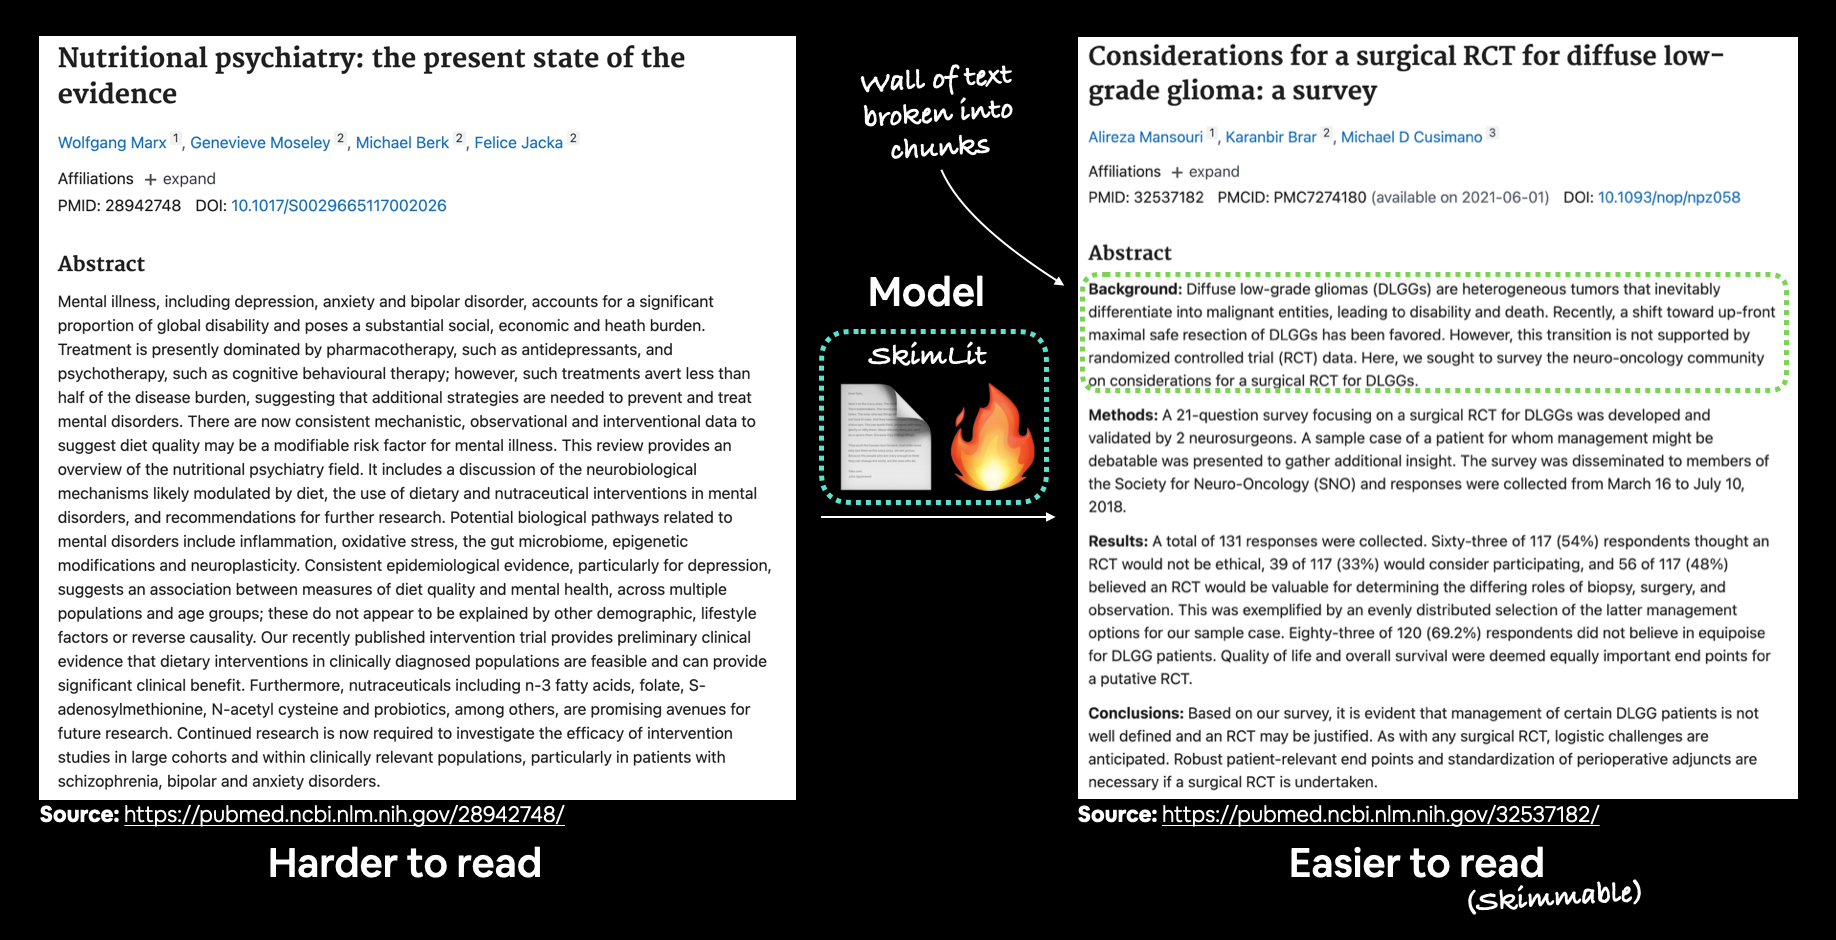 Nutritional psychiatry: the present state of the
evidence
Wolfgang Marx 1, Genevieve Moseley 2, Michael Berk 2, Felice Jacka 2
Affiliations + expand
PMID: 28942748 DOI: 10.1017/S0029665117002026
Abstract
Mental illness, including depression, anxiety and bipolar disorder, accounts for a significant
proportion of global disability and poses a substantial social, economic and heath burden.
Treatment is presently dominated by pharmacotherapy, such as antidepressants, and
psychotherapy, such as cognitive behavioural therapy; however, such treatments avert less than
half of the disease burden, suggesting that additional strategies are needed to prevent and treat
mental disorders. There are now consistent mechanistic, observational and interventional data to
suggest diet quality may be a modifiable risk factor for mental illness. This review provides an
overview of the nutritional psychiatry field. It includes a discussion of the neurobiological
mechanisms likely modulated by diet, the use of dietary and nutraceutical interventions in mental
disorders, and recommendations for further research. Potential biological pathways related to
mental disorders include inflammation, oxidative stress, the gut microbiome, epigenetic
modifications and neuroplasticity. Consistent epidemiological evidence, particularly for depression,
suggests an association between measures of diet quality and mental health, across multiple
populations and age groups; these do not appear to be explained by other demographic, lifestyle
factors or reverse causality. Our recently published intervention trial provides preliminary clinical
evidence that dietary interventions in clinically diagnosed populations are feasible and can provide
significant clinical benefit. Furthermore, nutraceuticals including n-3 fatty acids, folate, S-
adenosylmethionine, N-acetyl cysteine and probiotics, among others, are promising avenues for
future research. Continued research is now required to investigate the efficacy of intervention
studies in large cohorts and within clinically relevant populations, particularly in patients with
schizophrenia, bipolar and anxiety disorders.
Source: https://pubmed.ncbi.nlm.nih.gov/28942748/
Harder to read
Wall of text
broken into
chunks
Model
SkimLit
Considerations for a surgical RCT for diffuse low-
grade glioma: a survey
Alireza Mansouri 1, Karanbir Brar 2, Michael D Cusimano 3
Affiliations + expand
PMID: 32537182 PMCID: PMC7274180 (available on 2021-06-01) DOI: 10.1093/nop/npz058
Abstract
Background: Diffuse low-grade gliomas (DLGGs) are heterogeneous tumors that inevitably
differentiate into malignant entities, leading to disability and death. Recently, a shift toward up-front
maximal safe resection of DLGGs has been favored. However, this transition is not supported by
randomized controlled trial (RCT) data. Here, we sought to survey the neuro-oncology community
on considerations for a surgical RCT for DLGGs.
Methods: A 21-question survey focusing on a surgical RCT for DLGGs was developed and
validated by 2 neurosurgeons. A sample case of a patient for whom management might be
debatable was presented to gather additional insight. The survey was disseminated to members of
the Society for Neuro-Oncology (SNO) and responses were collected from March 16 to July 10,
2018.
Results: A total of 131 responses were collected. Sixty-three of 117 (54%) respondents thought an
RCT would not be ethical, 39 of 117 (33%) would consider participating, and 56 of 117 (48%)
believed an RCT would be valuable for determining the differing roles of biopsy, surgery, and
observation. This was exemplified by an evenly distributed selection of the latter management
options for our sample case. Eighty-three of 120 (69.2%) respondents did not believe in equipoise
for DLGG patients. Quality of life and overall survival were deemed equally important end points for
a putative RCT.
Conclusions: Based on our survey, it is evident that management of certain DLGG patients is not
well defined and an RCT may be justified. As with any surgical RCT, logistic challenges are
anticipated. Robust patient-relevant end points and standardization of perioperative adjuncts are
necessary if a surgical RCT is undertaken.
Source: https://pubmed.ncbi.nlm.nih.gov/32537182/
Easier to read
(Skimmable)